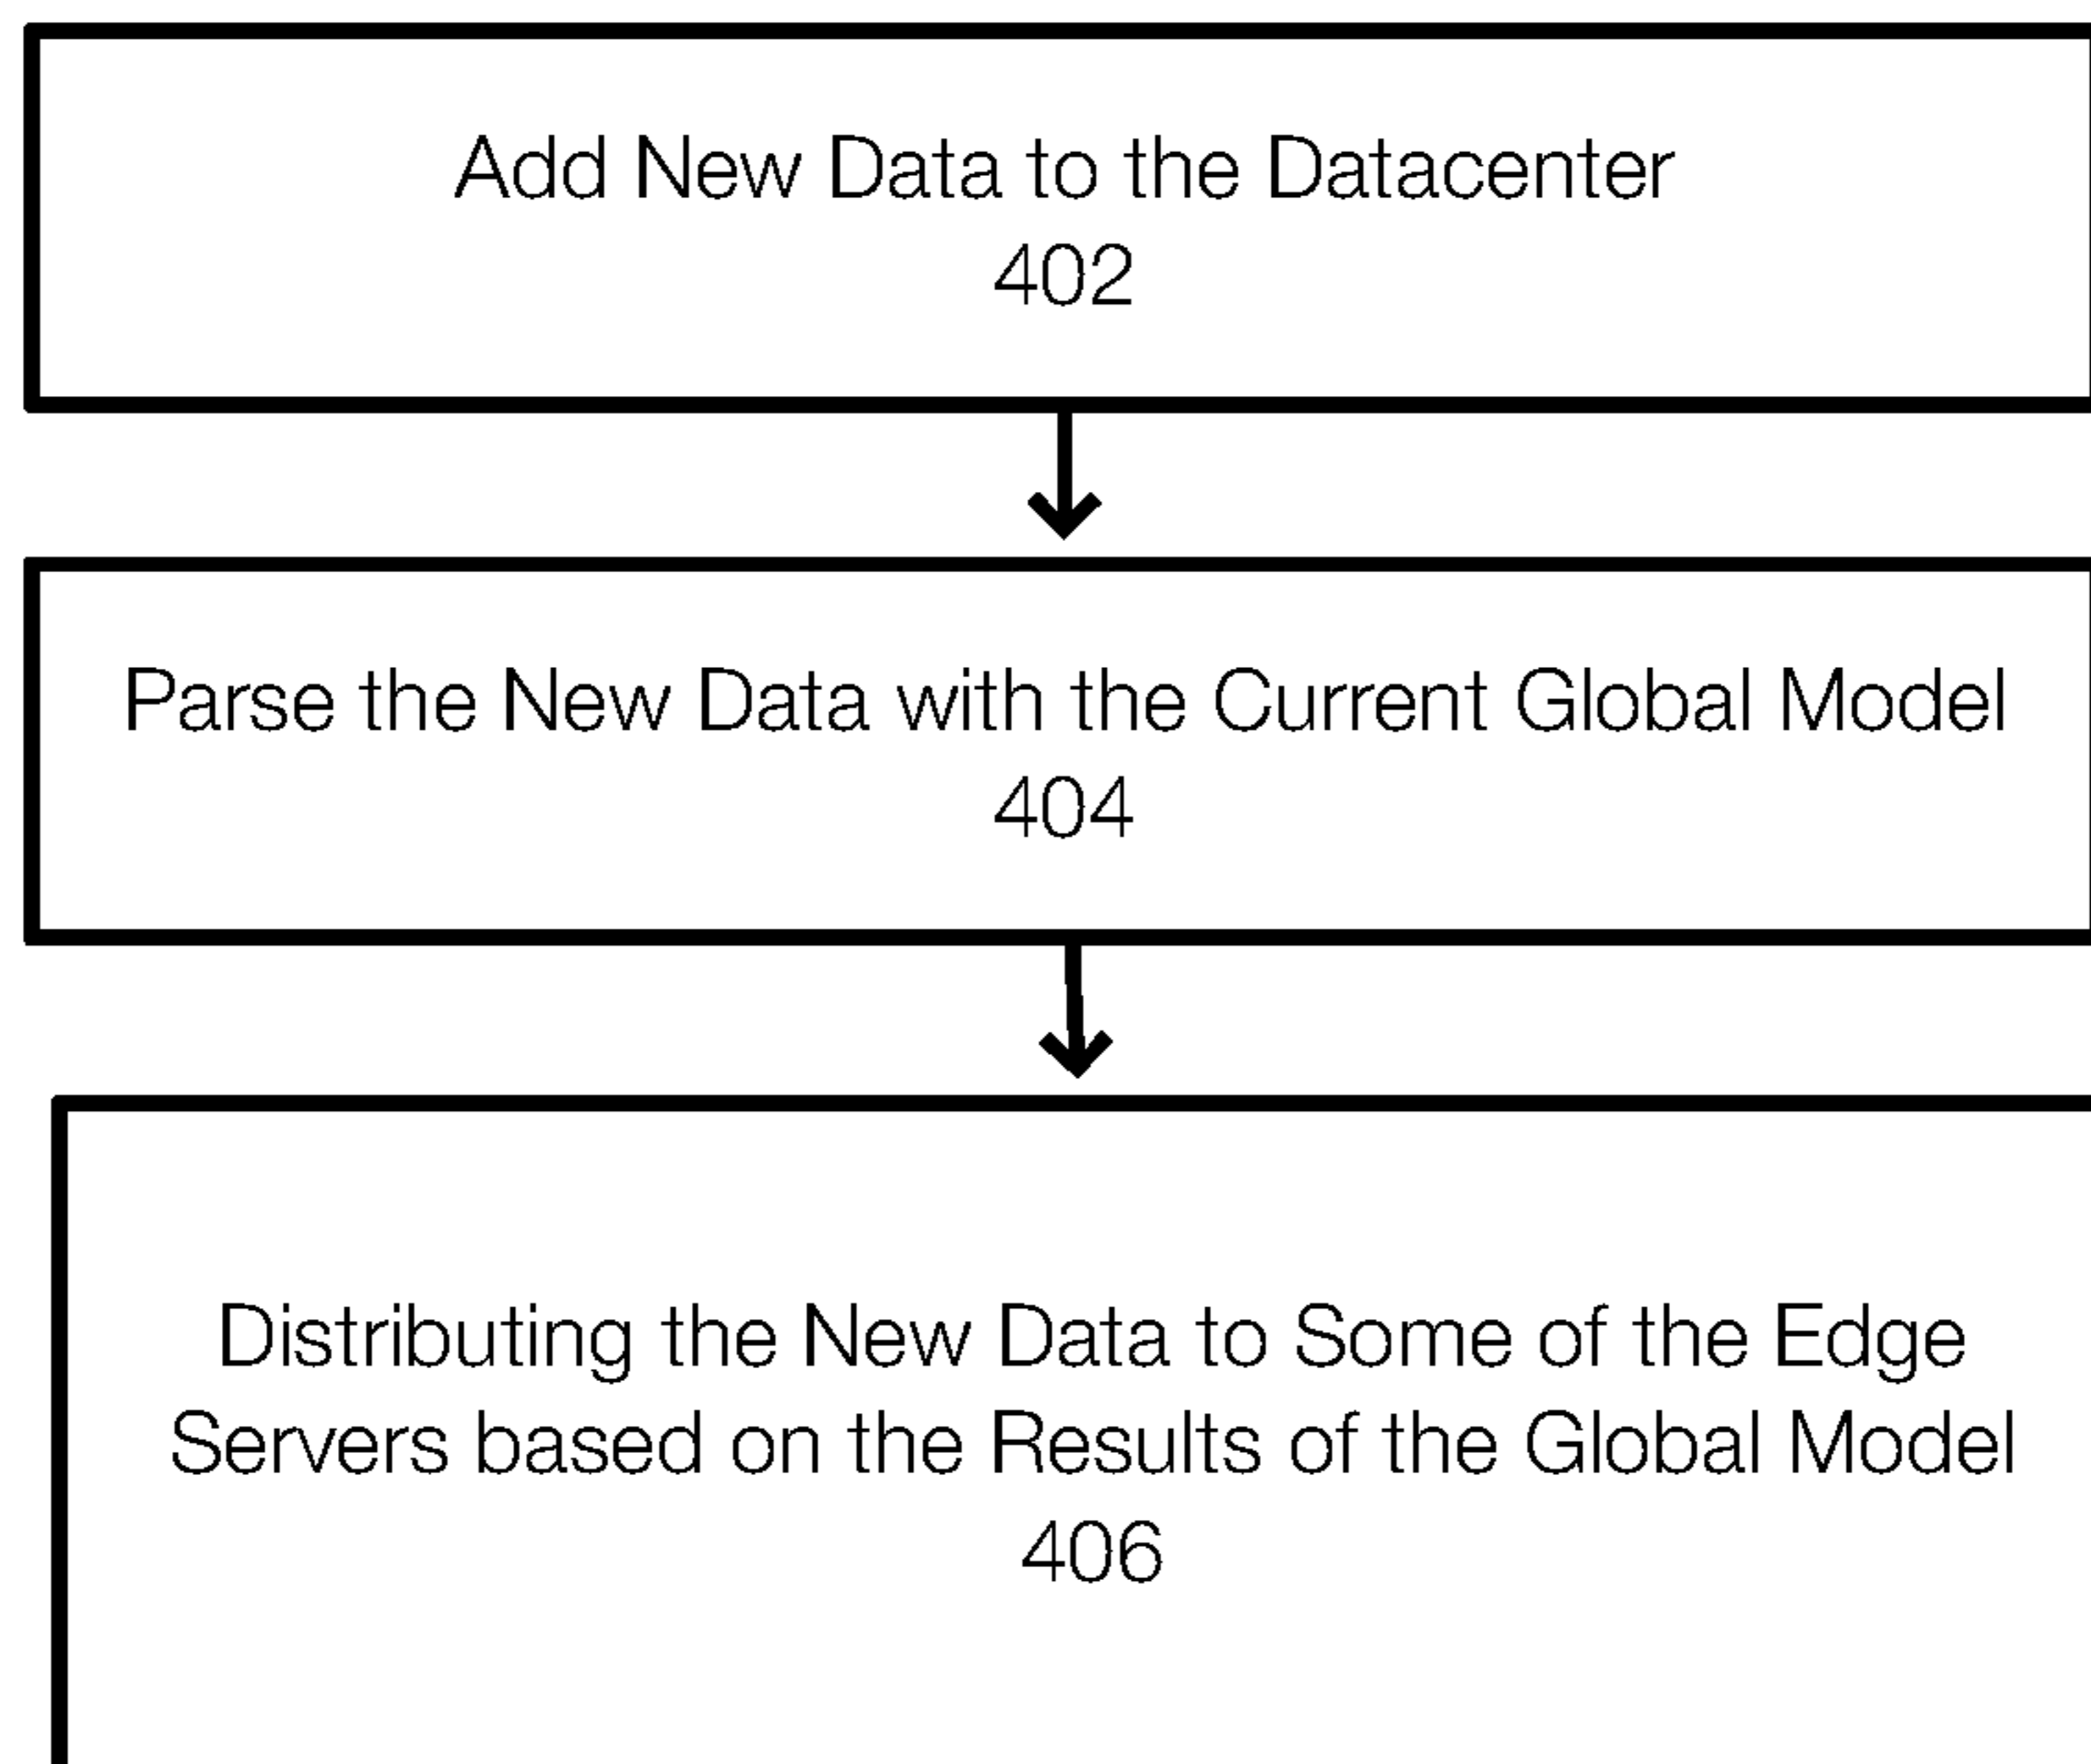 Add New Data to the Datacenter
402
Parse the New Data with the Current Global Model
404
Distributing the New Data to Some of the Edge
Servers based on the Results of the Global Model
406